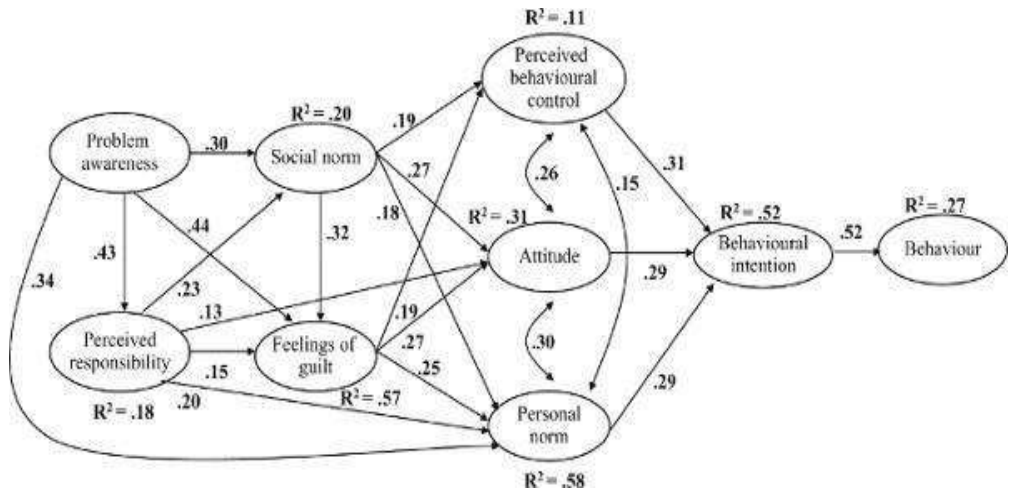 R² = .11
Perceived
behavioural
control
R² = .20
.19
Problem
awareness
.30
Social norm
.27
.26
.31
.15
.18
R² = .31
R² = .52
R² = .27
.44
.32
Attitude
Behavioural
intention
.52
Behaviour
.43
.29
.34
.23
.13
.19
Perceived
responsibility
Feelings of
guilt
.27
.30
.15
.25
.29
R² = .18
.20
R² = .57
Personal
norm
R² = .58